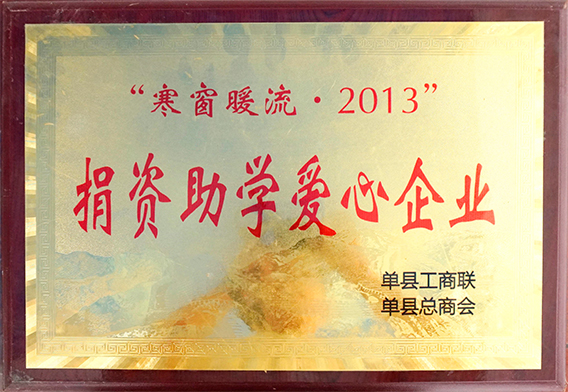 “寒窗暖流·2013”
捐资助学爱心企业
单县工商联
单县总商会